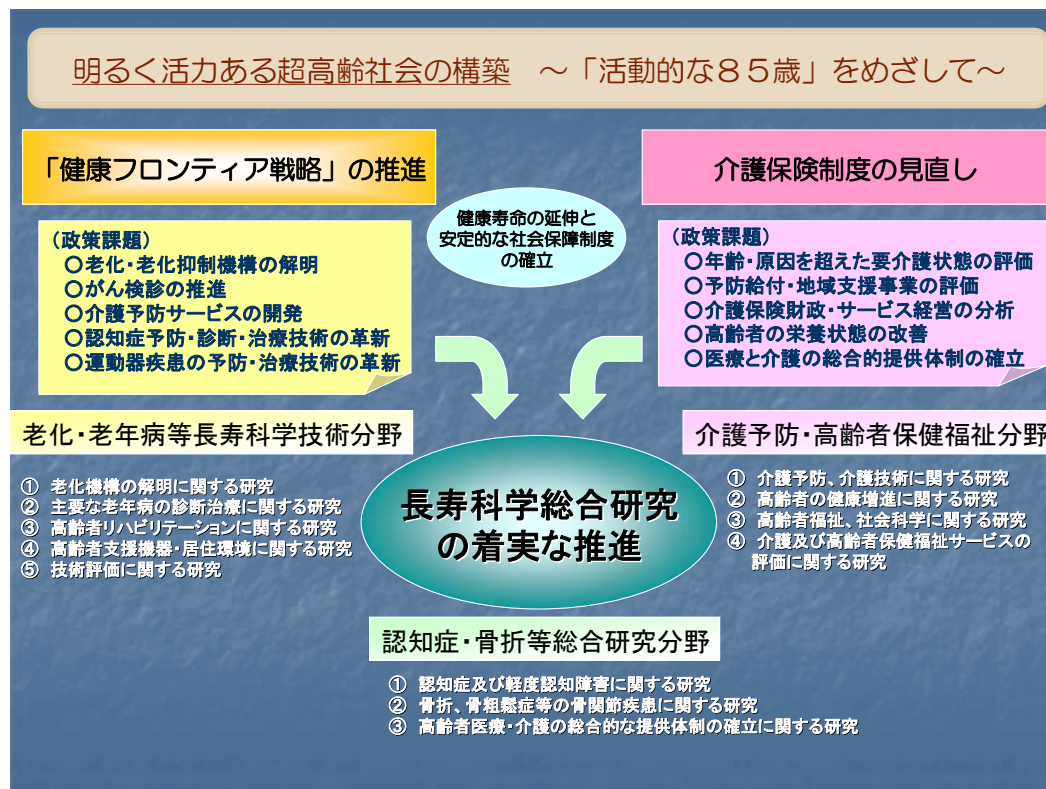 明るく活力ある超高齢社会の構築　～「活動的な８５歳」をめざして～
「健康フロンティア戦略」の推進
介護保険制度の見直し
健康寿命の延伸と
安定的な社会保障制度
の確立
（政策課題）
○老化・老化抑制機構の解明
○がん検診の推進
○介護予防サービスの開発
○認知症予防・診断・治療技術の革新
○運動器疾患の予防・治療技術の革新
（政策課題）
○年齢・原因を超えた要介護状態の評価
○予防給付・地域支援事業の評価
○介護保険財政・サービス経営の分析
○高齢者の栄養状態の改善
○医療と介護の総合的提供体制の確立
老化・老年病等長寿科学技術分野
① 老化機構の解明に関する研究
② 主要な老年病の診断治療に関する研究
③ 高齢者リハビリテーションに関する研究
④ 高齢者支援機器・居住環境に関する研究
⑤ 技術評価に関する研究
長寿科学総合研究
の着実な推進
介護予防・高齢者保健福祉分野
① 介護予防、介護技術に関する研究
② 高齢者の健康増進に関する研究
③ 高齢者福祉、社会科学に関する研究
④ 介護及び高齢者保健福祉サービスの
評価に関する研究
認知症・骨折等総合研究分野
① 認知症及び軽度認知障害に関する研究
② 骨折、骨粗鬆症等の骨関節疾患に関する研究
③ 高齢者医療・介護の総合的な提供体制の確立に関する研究